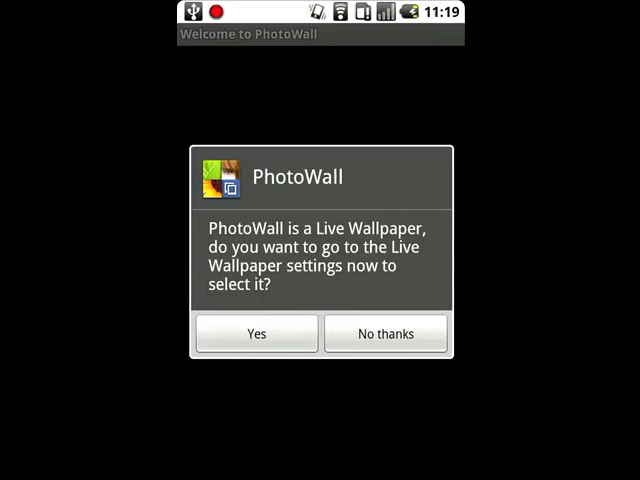 11:19
Welcome to PhotoWall
PhotoWall
PhotoWall is a Live Wallpaper,
do you want to go to the Live
Wallpaper settings now to
select it?
Yes
No thanks